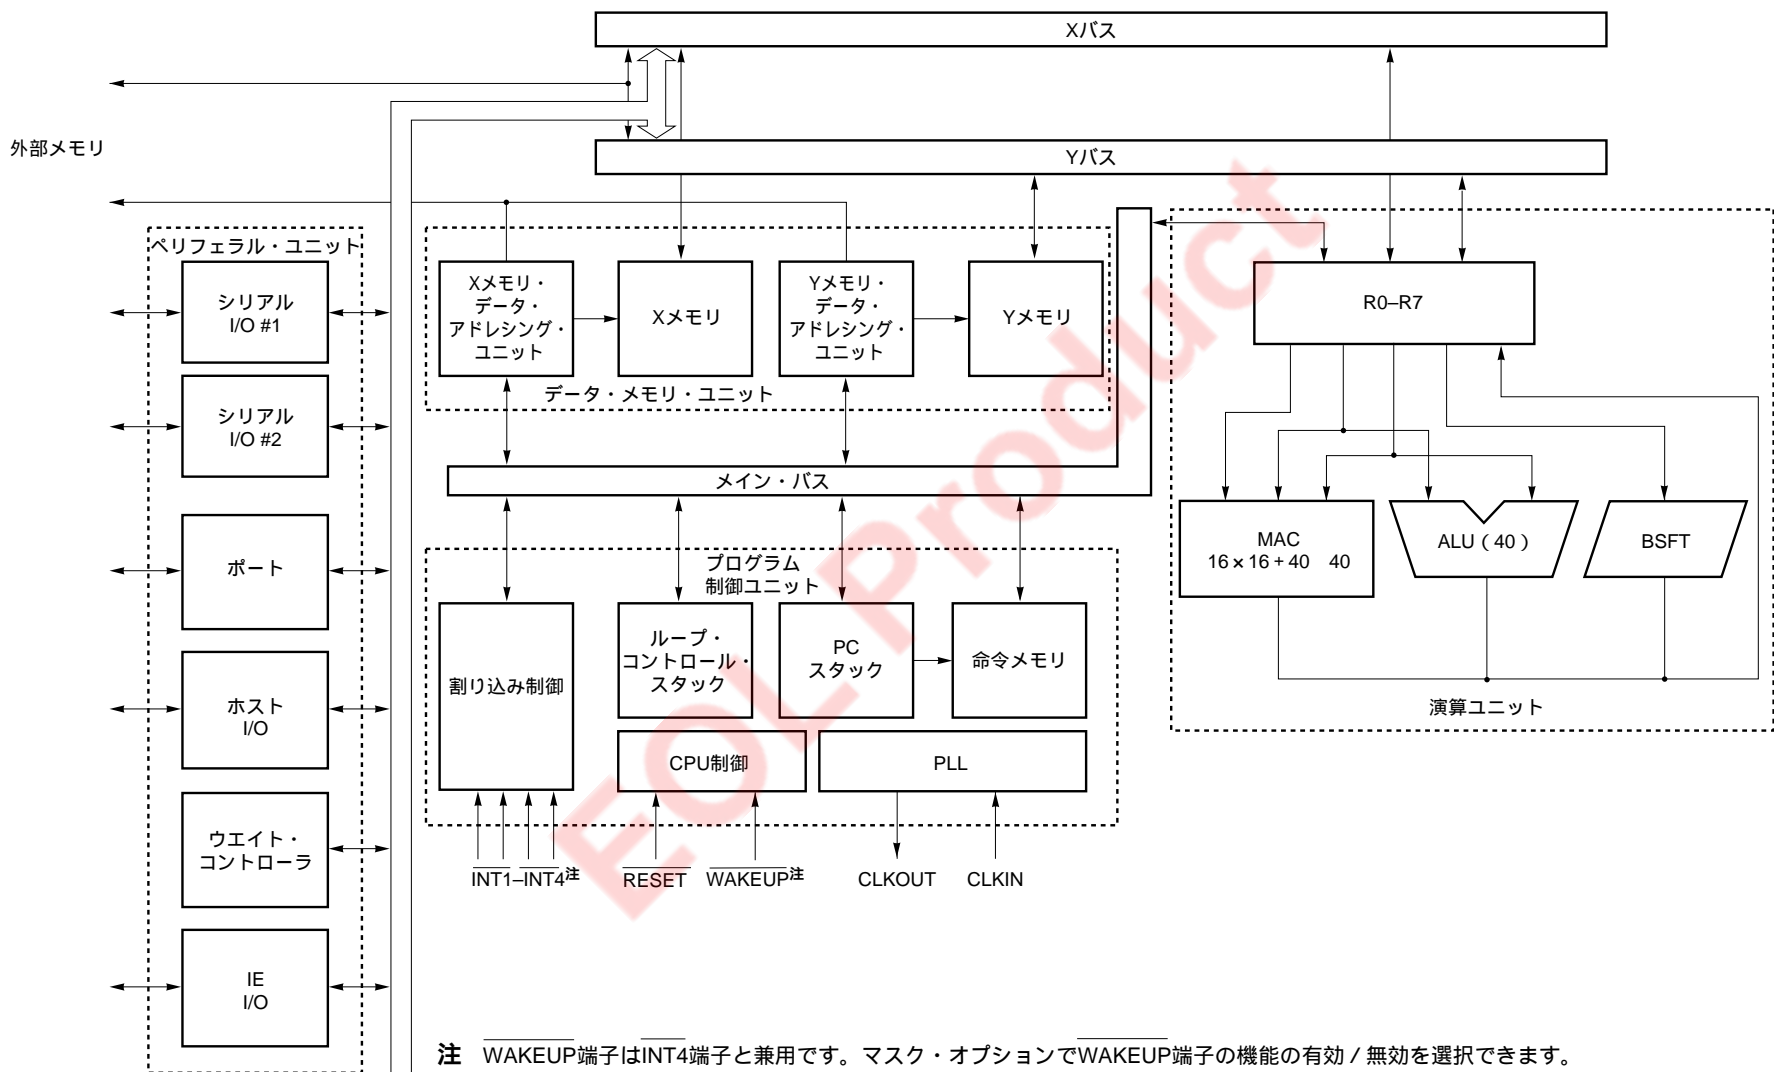 Xバス
外部メモリ
Yバス
ペリフェラル・ユニット
シリアル
I/O #1
シリアル
I/O #2
ポート
ホスト
I/O
ウエイト・
コントローラ
IE
I/O
Xメモリ・
データ・
アドレシング・
ユニット
Xメモリ
Yメモリ・
データ・
アドレシング・
ユニット
Yメモリ
データ・メモリ・ユニット
メイン・バス
プログラム
制御ユニット
割り込み制御
ループ・
コントロール・
スタック
PC
スタック
命令メモリ
CPU制御
PLL
INT1–INT4注
RESET
WAKEUP注
CLKOUT
CLKIN
R0–R7
MAC
16×16+40 40
ALU（40）
BSFT
演算ユニット
EOL Product
注 WAKEUP端子はINT4端子と兼用です。マスク・オプションでWAKEUP端子の機能の有効／無効を選択できます。